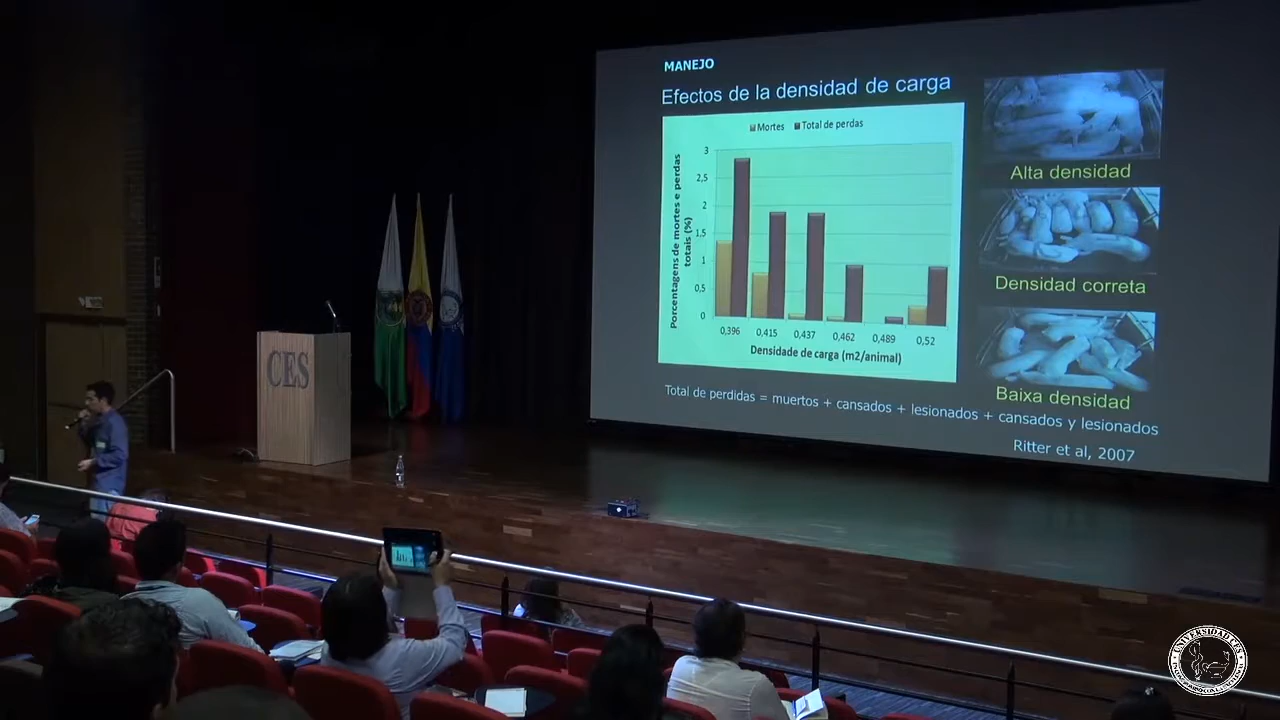 MANEJO
Efectos de la densidad de carga
Mortes
Total de perdas
Porcentagens de mortes e perdas
totais (%)
3
2,5
2
1,5
1
0,5
0
0,396
0,415
0,437
0,462
0,489
0,52
Densidade de carga (m2/animal)
Alta densidad
Densidad correta
Baixa densidad
Total de perdidas = muertos + cansados + lesionados + cansados y lesionados
Ritter et al, 2007
CES